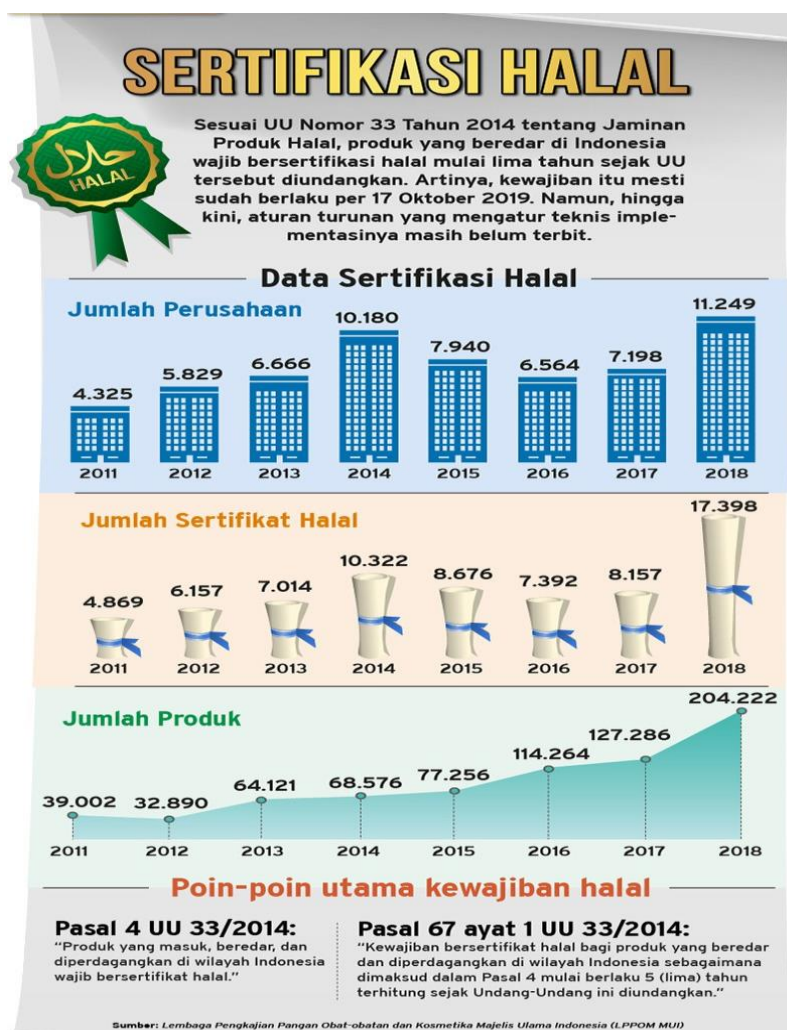 SERTIFIKASI HALAL
حلال
HALAL
Sesuai UU Nomor 33 Tahun 2014 tentang Jaminan
Produk Halal, produk yang beredar di Indonesia
wajib bersertifikasi halal mulai lima tahun sejak UU
tersebut diundangkan. Artinya, kewajiban itu mesti
sudah berlaku per 17 Oktober 2019. Namun, hingga
kini, aturan turunan yang mengatur teknis imple-
mentasinya masih belum terbit.
Data Sertifikasi Halal
Jumlah Perusahaan
4.325 5.829 6.666 10.180 7.940 6.564 7.198 11.249
2011 2012 2013 2014 2015 2016 2017 2018
Jumlah Sertifikat Halal
4.869 6.157 7.014 10.322 8.676 7.392 8.157 17.398
2011 2012 2013 2014 2015 2016 2017 2018
Jumlah Produk
39.002 32.890 64.121 68.576 77.256 114.264 127.286 204.222
2011 2012 2013 2014 2015 2016 2017 2018
Poin-poin utama kewajiban halal
Pasal 4 UU 33/2014:
“Produk yang masuk, beredar, dan
diperdagangkan di wilayah Indonesia
wajib bersertifikat halal.”
Pasal 67 ayat 1 UU 33/2014:
“Kewajiban bersertifikat halal bagi produk yang beredar
dan diperdagangkan di wilayah Indonesia sebagaimana
dimaksud dalam Pasal 4 mulai berlaku 5 (lima) tahun
terhitung sejak Undang-Undang ini diundangkan.”
Sumber: Lembaga Pengkajian Pangan Obat-obatan dan Kosmetika Majelis Ulama Indonesia (LPPOM MUI)